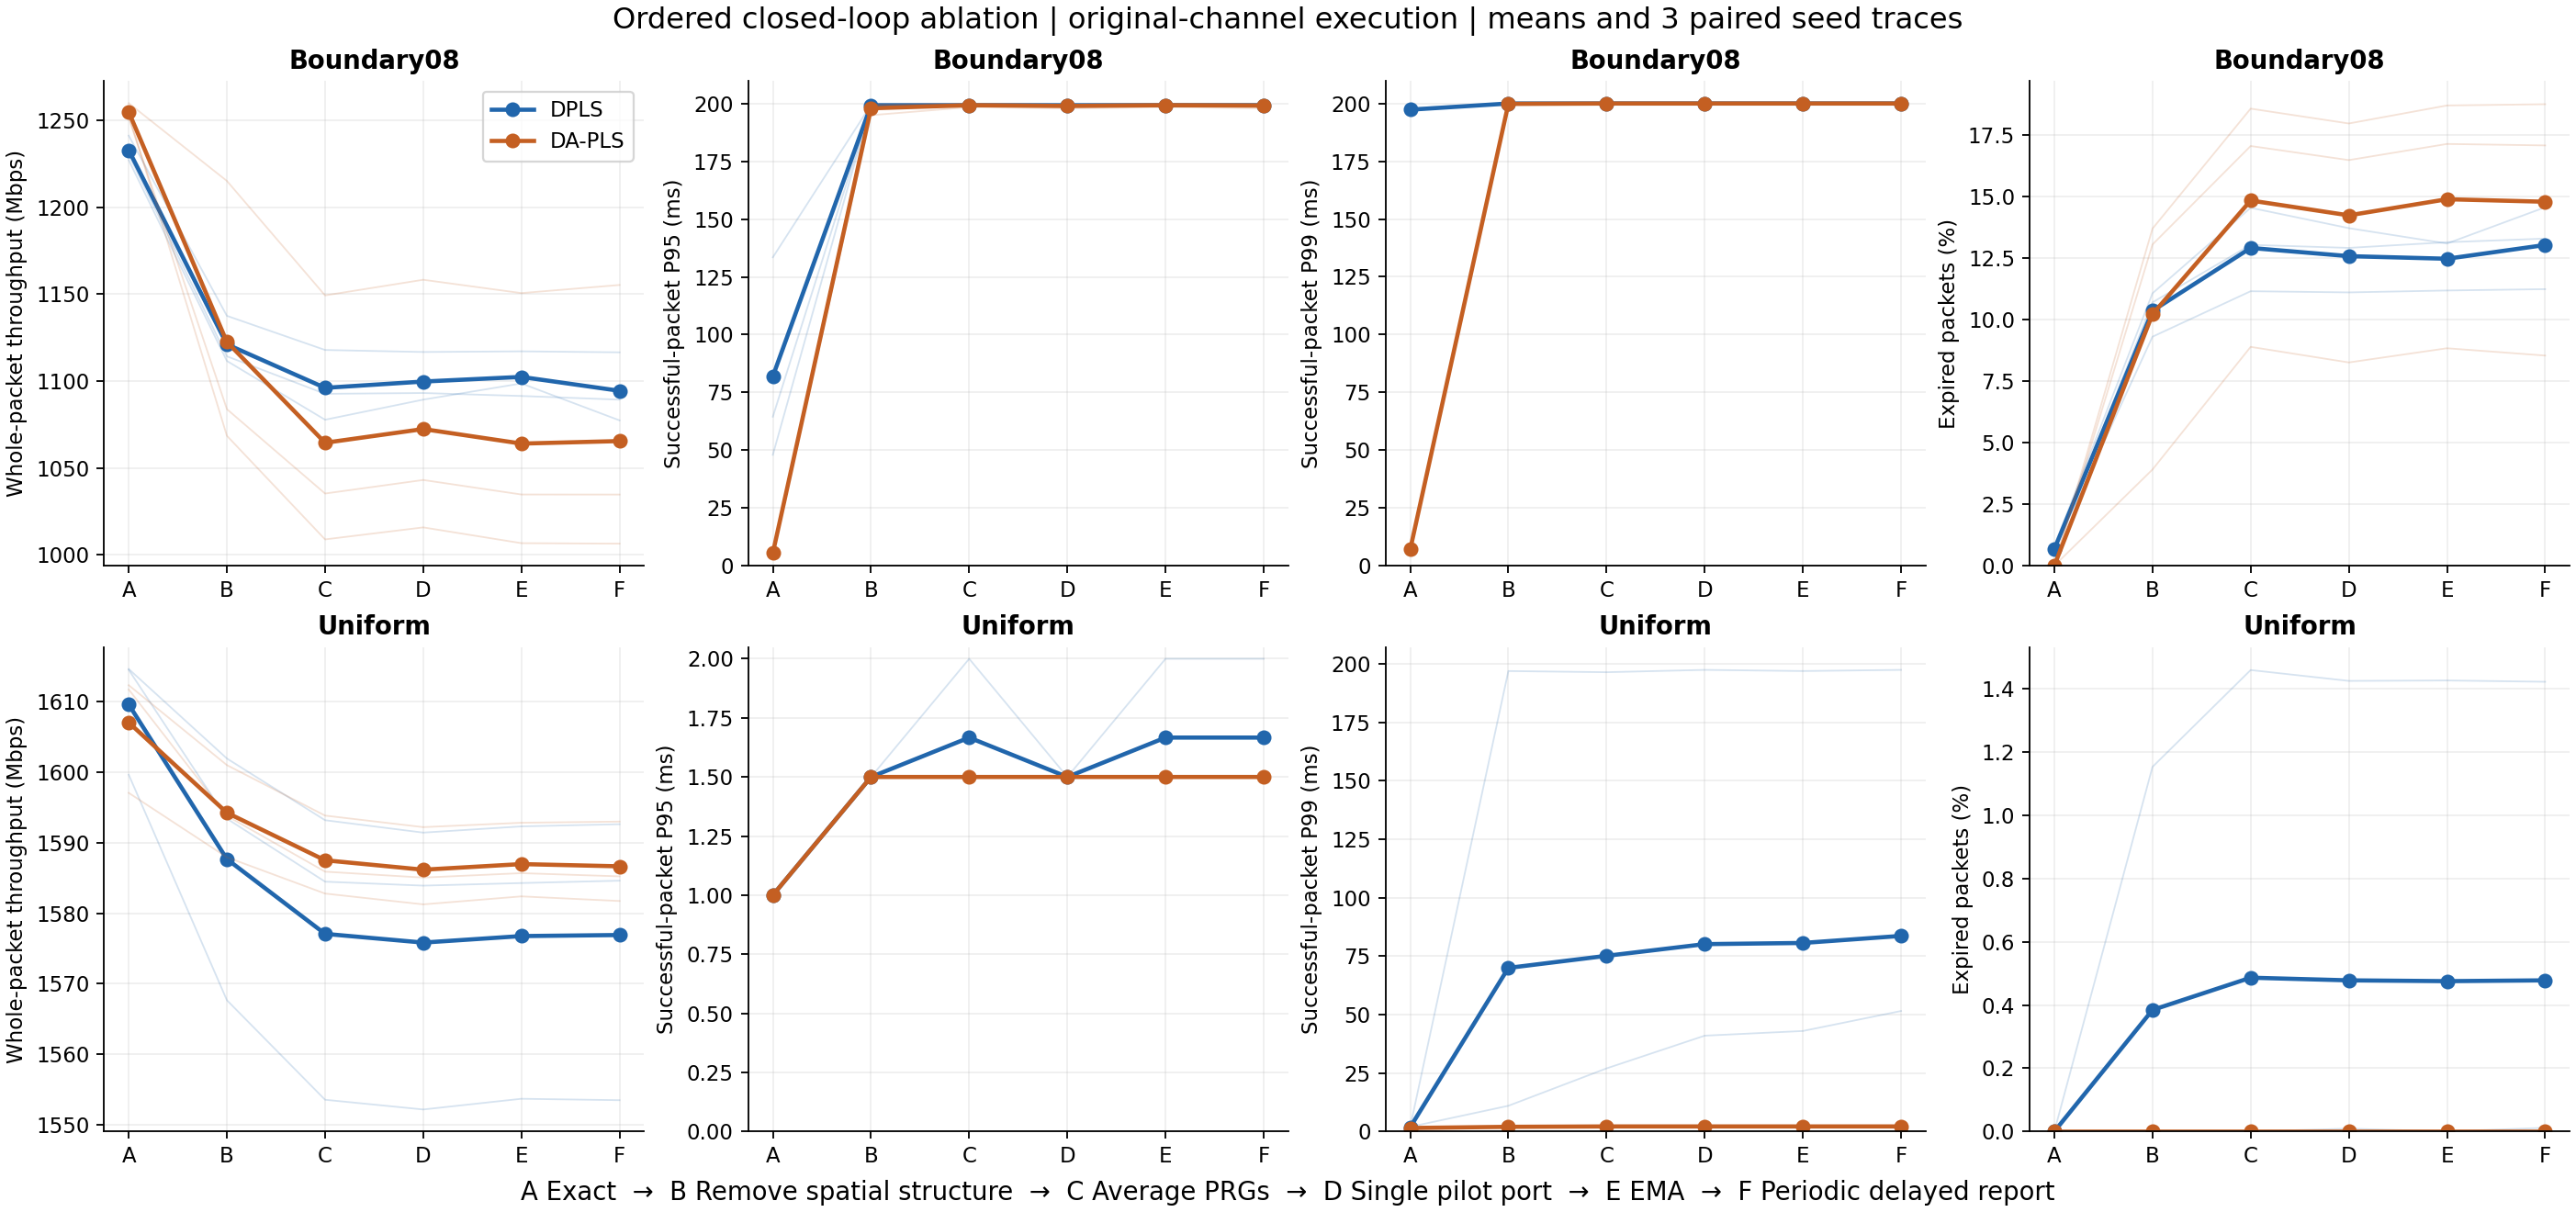 Ordered closed-loop ablation | original-channel execution | means and 3 paired seed traces
Boundary08
Whole-packet throughput (Mbps)
1250
1200
1150
1100
1050
1000
A B C D E F
DPLS
DA-PLS
Boundary08
Successful-packet P95 (ms)
200
175
150
125
100
75
50
25
0
A B C D E F
Boundary08
Successful-packet P99 (ms)
200
175
150
125
100
75
50
25
0
A B C D E F
Boundary08
Expired packets (%)
17.5
15.0
12.5
10.0
7.5
5.0
2.5
0.0
A B C D E F
Uniform
Whole-packet throughput (Mbps)
1610
1600
1590
1580
1570
1560
1550
A B C D E F
Uniform
Successful-packet P95 (ms)
2.00
1.75
1.50
1.25
1.00
0.75
0.50
0.25
0.00
A B C D E F
Uniform
Successful-packet P99 (ms)
200
175
150
125
100
75
50
25
0
A B C D E F
Uniform
Expired packets (%)
1.4
1.2
1.0
0.8
0.6
0.4
0.2
0.0
A B C D E F
A Exact → B Remove spatial structure → C Average PRGs → D Single pilot port → E EMA → F Periodic delayed report